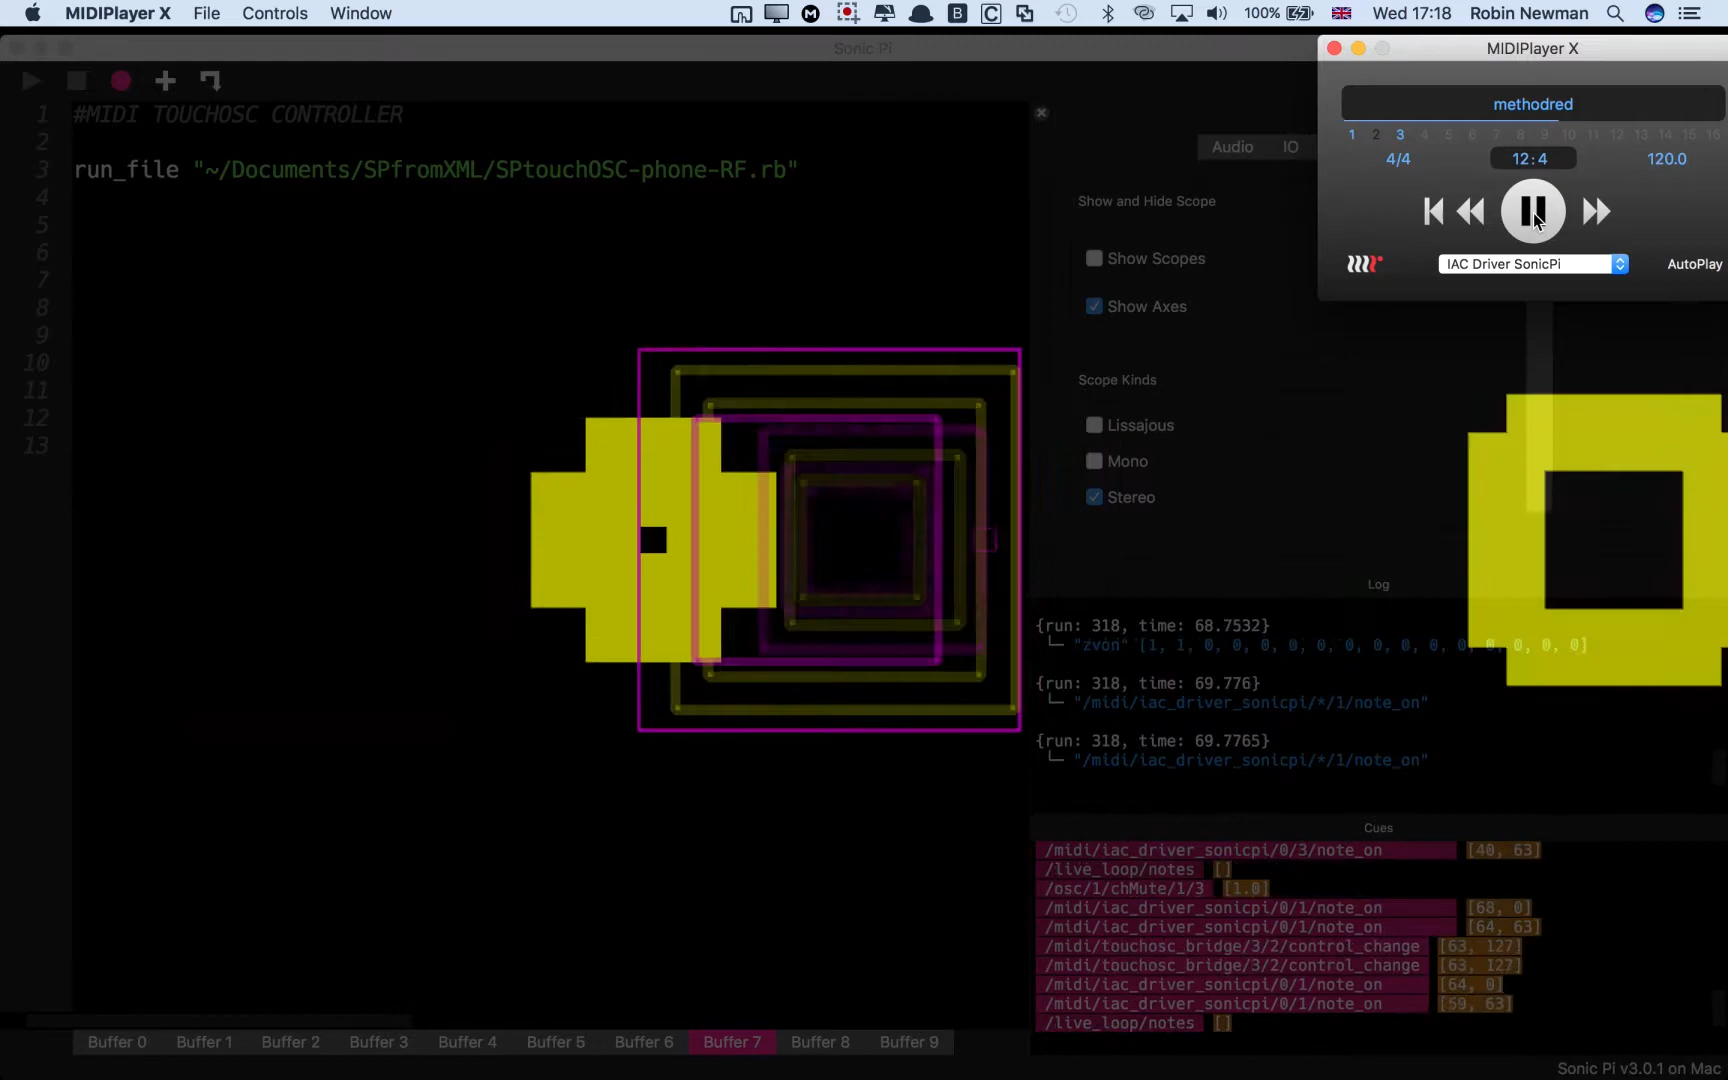 MIDIPlayer X File Controls Window B C 100% Wed 17:18 Robin Newman
Sonic Pi
MIDIPlayer X
methodred
1 2 3 4 5 6 7 8 9 10 11 12 13 14 15 16
4/4 12:4 120.0
IAC Driver SonicPi AutoPlay
1 #MIDI TOUCHOSC CONTROLLER
2
3 run_file "~/Documents/SPfromXML/SPtouchOSC-phone-RF.rb"
4
5
6
7
8
9
10
11
12
13
Audio IO
Show and Hide Scope
Show Scopes
Show Axes
Scope Kinds
Lissajous
Mono
Stereo
Log
{run: 318, time: 68.7532}
"zvon" [1, 1, 0, 0, 0, 0, 0, 0, 0, 0, 0, 0, 0, 0, 0, 0]
{run: 318, time: 69.776}
"/midi/iac_driver_sonicpi/*/1/note_on"
{run: 318, time: 69.7765}
"/midi/iac_driver_sonicpi/*/1/note_on"
Cues
/midi/iac_driver_sonicpi/0/3/note_on [40, 63]
/live_loop/notes []
/osc/1/chMute/1/3 [1.0]
/midi/iac_driver_sonicpi/0/1/note_on [68, 0]
/midi/iac_driver_sonicpi/0/1/note_on [64, 63]
/midi/touchosc_bridge/3/2/control_change [63, 127]
/midi/touchosc_bridge/3/2/control_change [63, 127]
/midi/iac_driver_sonicpi/0/1/note_on [64, 0]
/midi/iac_driver_sonicpi/0/1/note_on [59, 63]
/live_loop/notes []
Buffer 0 Buffer 1 Buffer 2 Buffer 3 Buffer 4 Buffer 5 Buffer 6 Buffer 7 Buffer 8 Buffer 9
Sonic Pi v3.0.1 on Mac